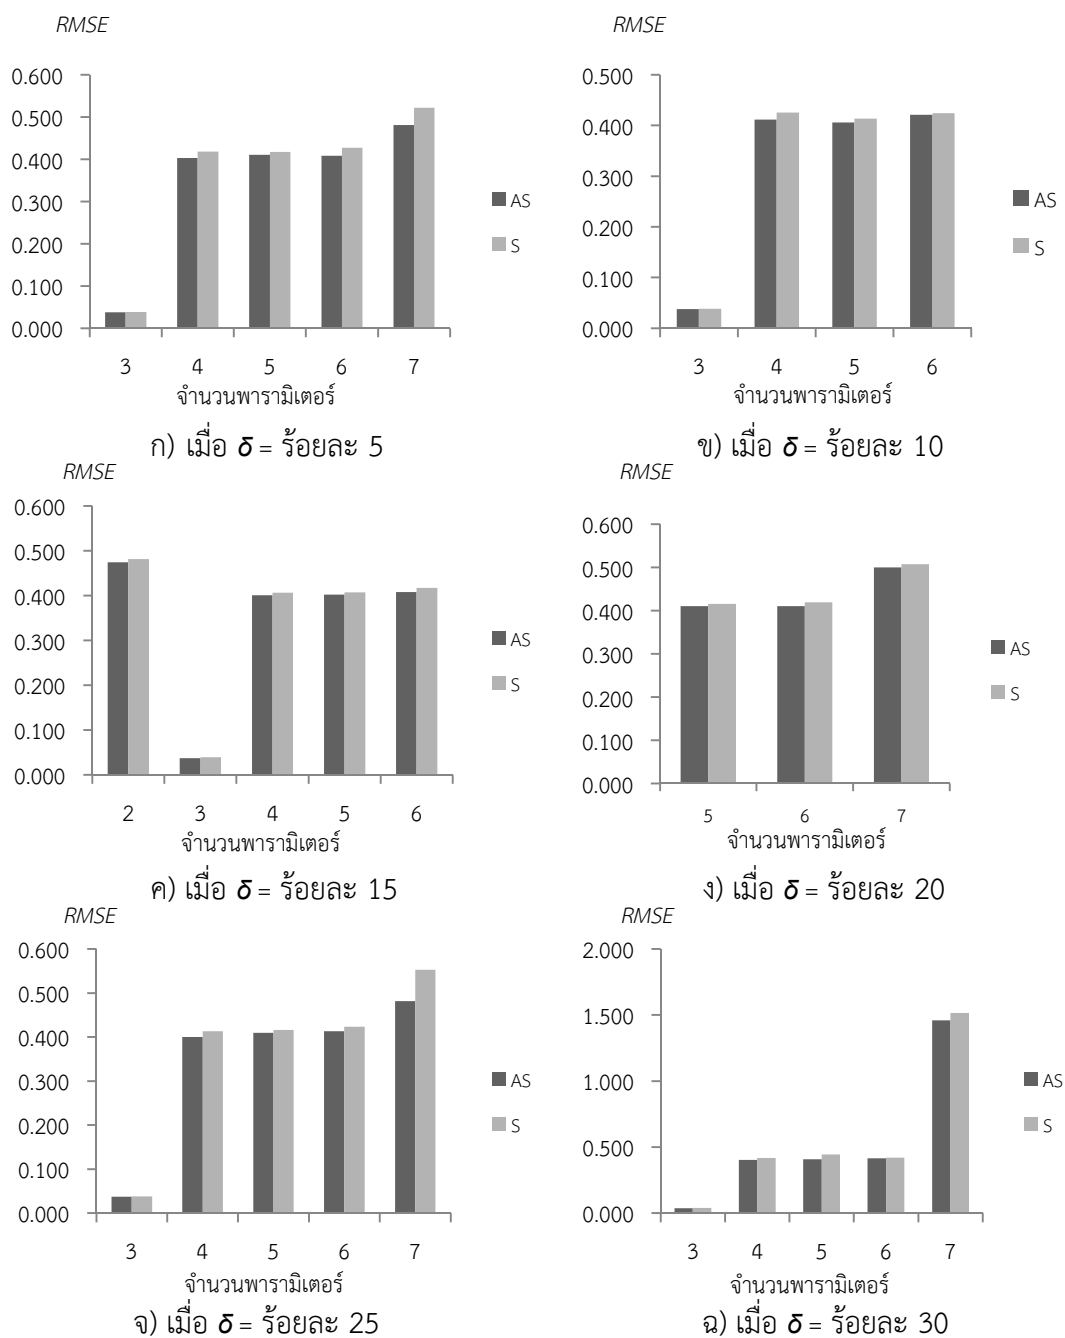 RMSE
0.600
0.500
0.400
0.300
0.200
0.100
0.000
3 4 5 6 7
จำนวนพารามิเตอร์
AS
S
ก) เมื่อ δ = ร้อยละ 5
RMSE
0.500
0.400
0.300
0.200
0.100
0.000
3 4 5 6
จำนวนพารามิเตอร์
AS
S
ข) เมื่อ δ = ร้อยละ 10
RMSE
0.600
0.500
0.400
0.300
0.200
0.100
0.000
2 3 4 5 6
จำนวนพารามิเตอร์
AS
S
ค) เมื่อ δ = ร้อยละ 15
RMSE
0.600
0.500
0.400
0.300
0.200
0.100
0.000
5 6 7
จำนวนพารามิเตอร์
AS
S
ง) เมื่อ δ = ร้อยละ 20
RMSE
0.600
0.500
0.400
0.300
0.200
0.100
0.000
3 4 5 6 7
จำนวนพารามิเตอร์
AS
S
จ) เมื่อ δ = ร้อยละ 25
RMSE
2.000
1.500
1.000
0.500
0.000
3 4 5 6 7
จำนวนพารามิเตอร์
AS
S
ฉ) เมื่อ δ = ร้อยละ 30